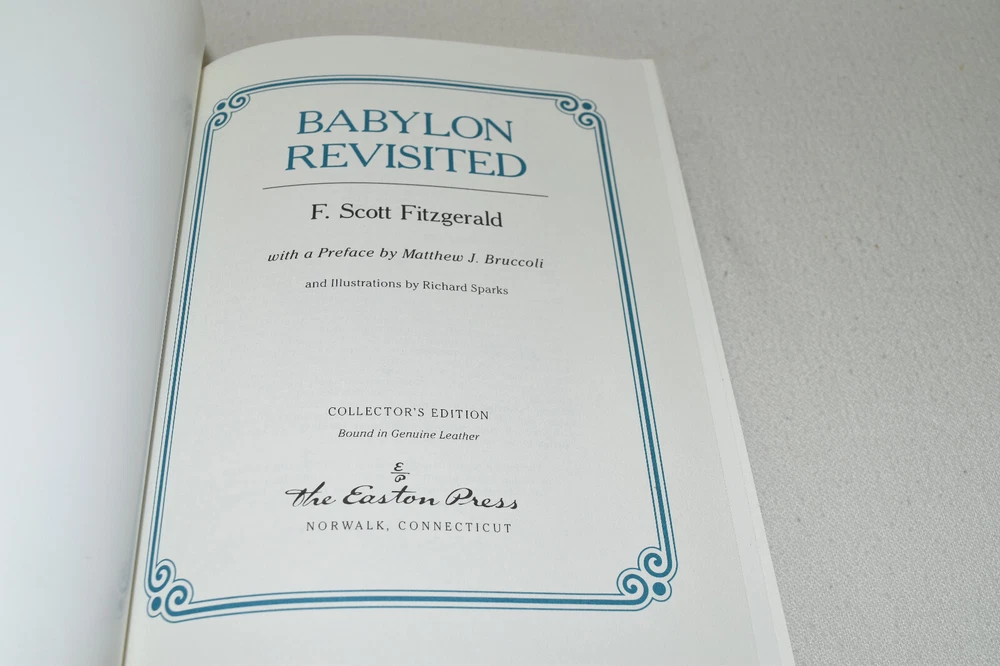 BABYLON
REVISITED
F. Scott Fitzgerald
with a Preface by Matthew J. Bruccoli
and Illustrations by Richard Sparks
COLLECTOR'S EDITION
Bound in Genuine Leather
E
P
the Easton Press
NORWALK, CONNECTICUT